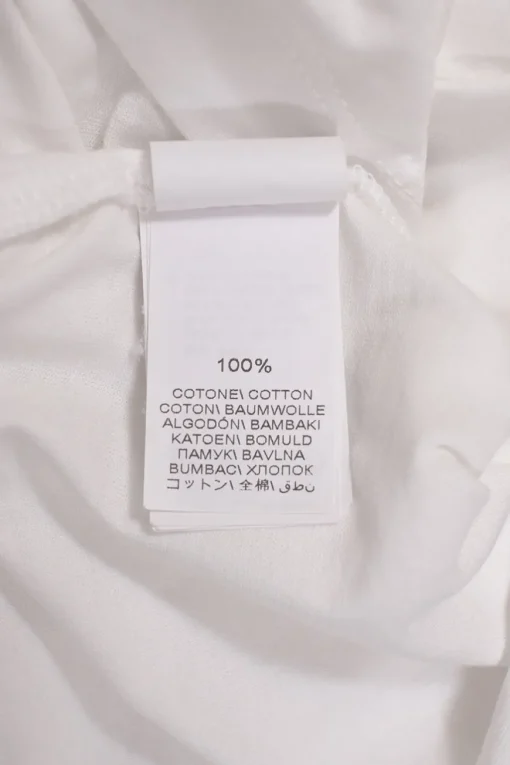 100%
COTONE\ COTTON
COTON\ BAUMWOLLE
ALGODÓN\ BAMBAKI
KATOEN\ BOMULD
ПАМУК\ BAVLNA
BUMBAC\ ХЛОПОК
コットン\ 全棉\ قطن